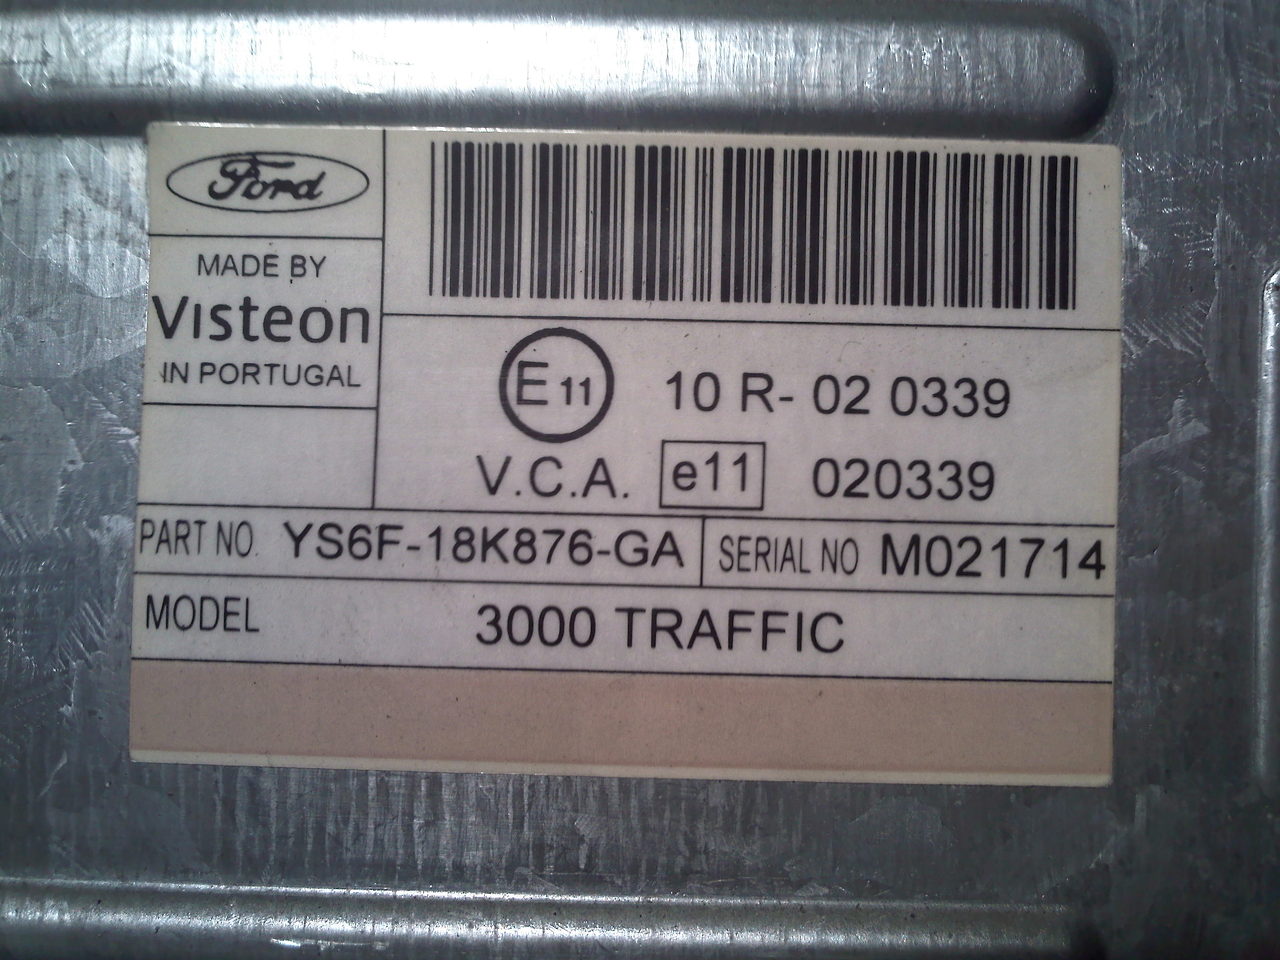 Ford
MADE BY
Visteon
IN PORTUGAL
E 11 10 R- 02 0339
V.C.A. e11 020339
PART NO. YS6F-18K876-GA SERIAL NO M021714
MODEL 3000 TRAFFIC